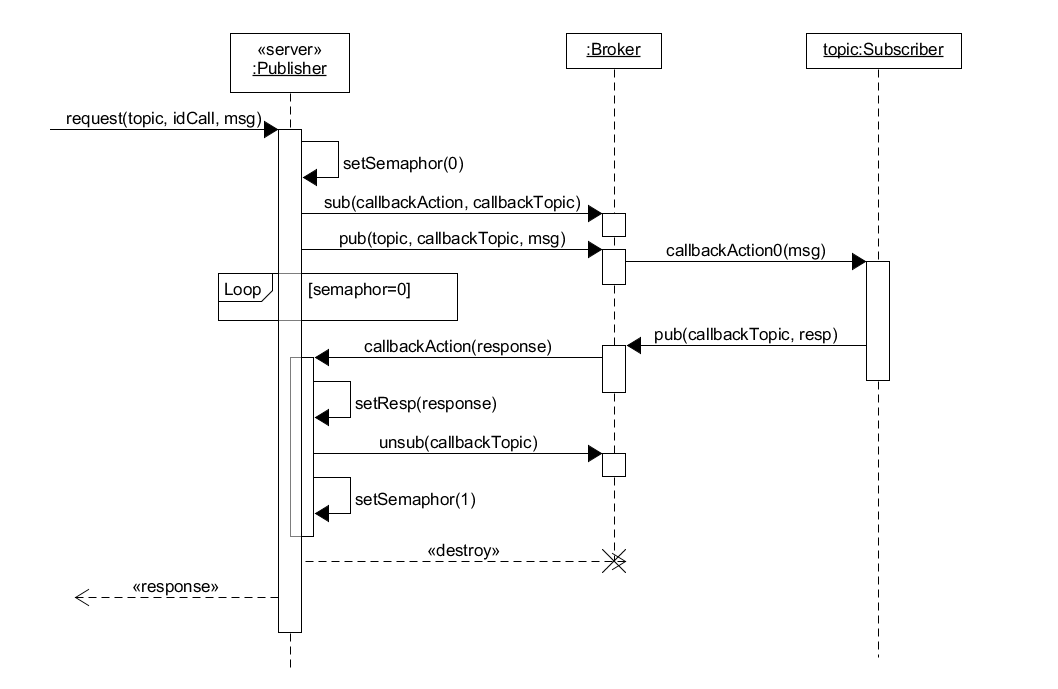 «server»
:Publisher
:Broker
topic:Subscriber
request(topic, idCall, msg)
setSemaphor(0)
sub(callbackAction, callbackTopic)
pub(topic, callbackTopic, msg)
callbackAction0(msg)
Loop
[semaphor=0]
pub(callbackTopic, resp)
callbackAction(response)
setResp(response)
unsub(callbackTopic)
setSemaphor(1)
«destroy»
«response»